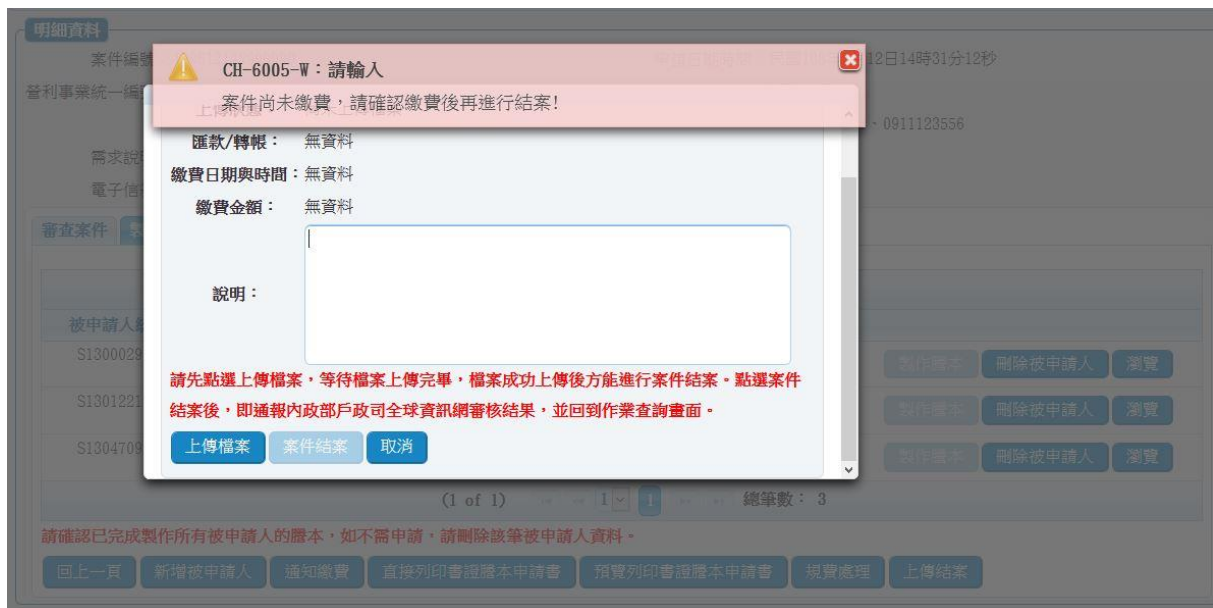 明細資料
案件編號
12日14時31分12秒
CH-6005-W：請輸入
案件尚未繳費，請確認繳費後再進行結案!
營利事業統一編
、0911123556
匯款/轉帳： 無資料
需求說
繳費日期與時間：無資料
電子信
繳費金額： 無資料
審查案件
說明：
被申請人
S1300029
製作謄本 刪除被申請人 瀏覽
請先點選上傳檔案，等待檔案上傳完畢，檔案成功上傳後方能進行案件結案。點選案件
結案後，即通報內政部戶政司全球資訊網審核結果，並回到作業查詢畫面。
S1301221
製作謄本 刪除被申請人 瀏覽
上傳檔案 案件結案 取消
S1304709
製作謄本 刪除被申請人 瀏覽
(1 of 1) 1 1 總筆數： 3
請確認已完成製作所有被申請人的謄本，如不需申請，請刪除該筆被申請人資料。
回上一頁 新增被申請人 通知繳費 直接列印書證謄本申請書 預覽列印書證謄本申請書 規費處理 上傳結案